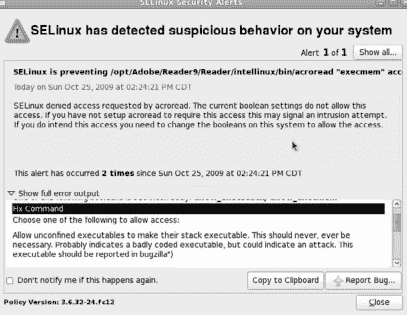 SELinux Security Alerts
SELinux has detected suspicious behavior on your system
Alert 1 of 1 Show all...
SELinux is preventing /opt/Adobe/Reader9/Reader/intellinux/bin/acroread "execmem" acc
Today on Sun Oct 25, 2009 at 02:24:21 PM CDT
SELinux denied access requested by acroread. The current boolean settings do not allow this
access. If you have not setup acroread to require this access this may signal an intrusion attempt.
If you do intend this access you need to change the booleans on this system to allow the access.
This alert has occurred 2 times since Sun Oct 25, 2009 at 02:24:21 PM CDT
Show full error output
Fix Command
Choose one of the following to allow access:
Allow unconfined executables to make their stack executable. This should never, ever be
necessary. Probably indicates a badly coded executable, but could indicate an attack. This
executable should be reported in bugzilla")
Don't notify me if this happens again.
Copy to Clipboard Report Bug...
Policy Version: 3.6.32-24.fc12
Close